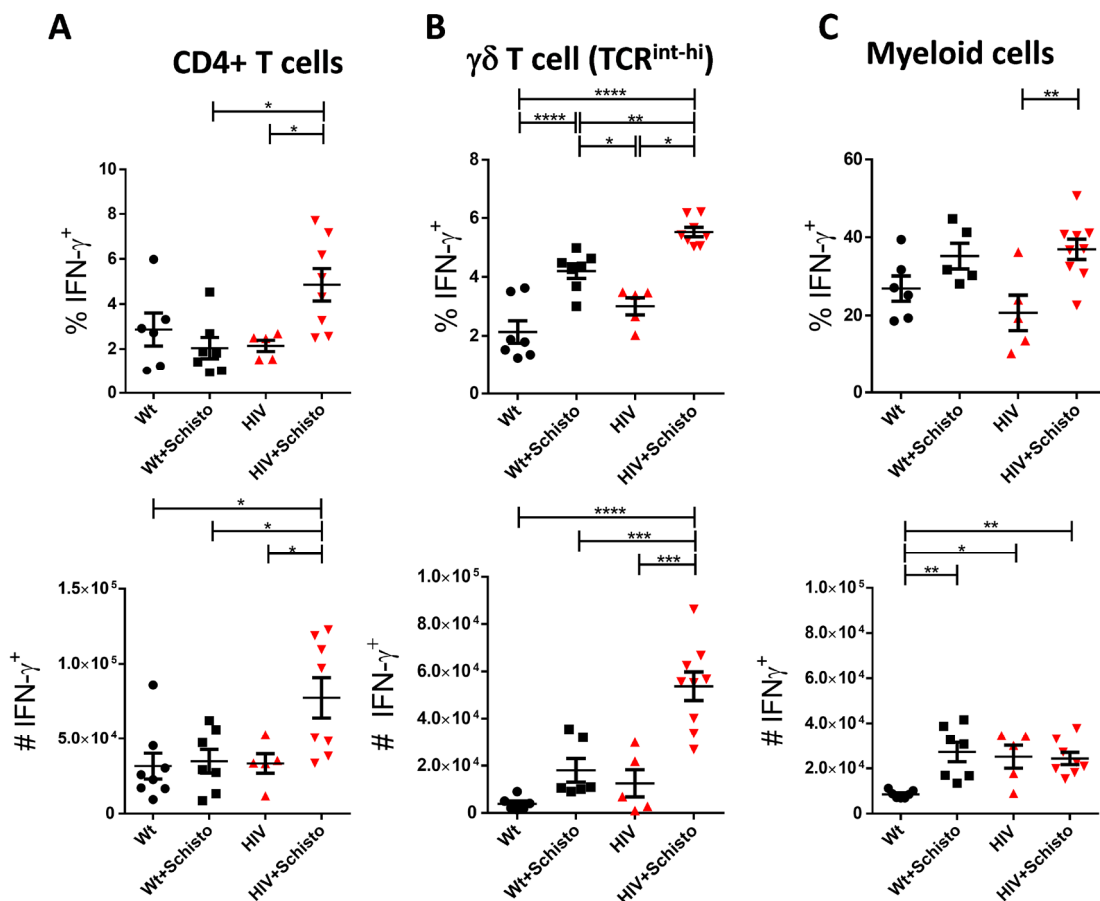 A
CD4+ T cells
*
*
% IFN-γ⁺
10
8
6
4
2
0
Wt
Wt+Schisto
HIV
HIV+Schisto
B
γδ T cell (TCRⁱⁿᵗ⁻ʰⁱ)
****
****
**
*
*
% IFN-γ⁺
8
6
4
2
0
Wt
Wt+Schisto
HIV
HIV+Schisto
C
Myeloid cells
**
% IFN-γ⁺
60
40
20
0
Wt
Wt+Schisto
HIV
HIV+Schisto
*
*
*
# IFN-γ⁺
1.5×10⁵
1.0×10⁵
5.0×10⁴
0
Wt
Wt+Schisto
HIV
HIV+Schisto
****
***
***
# IFN-γ⁺
1.0×10⁵
8.0×10⁴
6.0×10⁴
4.0×10⁴
2.0×10⁴
0
Wt
Wt+Schisto
HIV
HIV+Schisto
**
*
**
# IFNγ⁺
1.0×10⁵
8.0×10⁴
6.0×10⁴
4.0×10⁴
2.0×10⁴
0
Wt
Wt+Schisto
HIV
HIV+Schisto